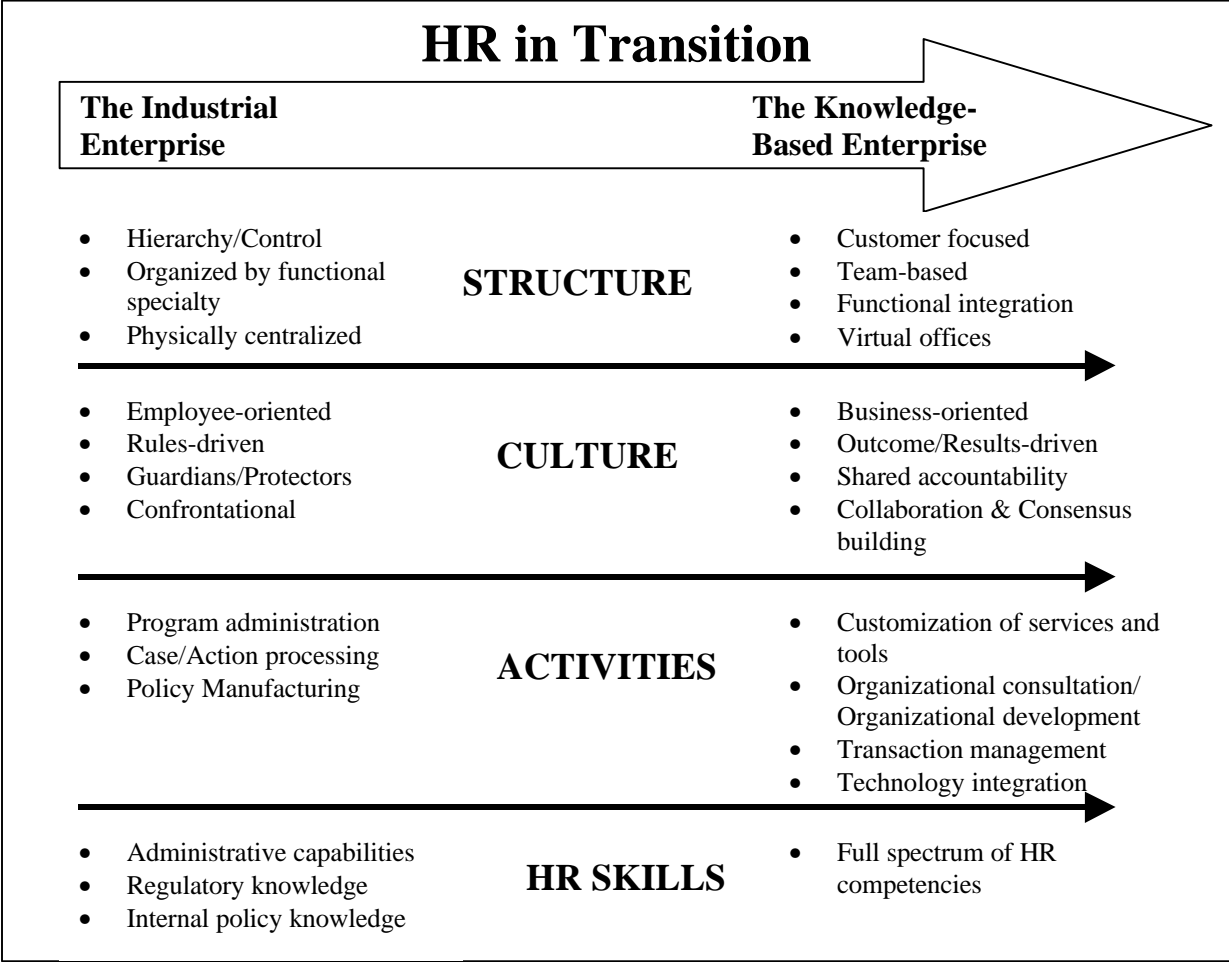 HR in Transition
The Industrial
Enterprise
The Knowledge-
Based Enterprise
• Hierarchy/Control
• Organized by functional
specialty
• Physically centralized
STRUCTURE
• Customer focused
• Team-based
• Functional integration
• Virtual offices
• Employee-oriented
• Rules-driven
• Guardians/Protectors
• Confrontational
CULTURE
• Business-oriented
• Outcome/Results-driven
• Shared accountability
• Collaboration & Consensus
building
• Program administration
• Case/Action processing
• Policy Manufacturing
ACTIVITIES
• Customization of services and
tools
• Organizational consultation/
Organizational development
• Transaction management
• Technology integration
• Administrative capabilities
• Regulatory knowledge
• Internal policy knowledge
HR SKILLS
• Full spectrum of HR
competencies